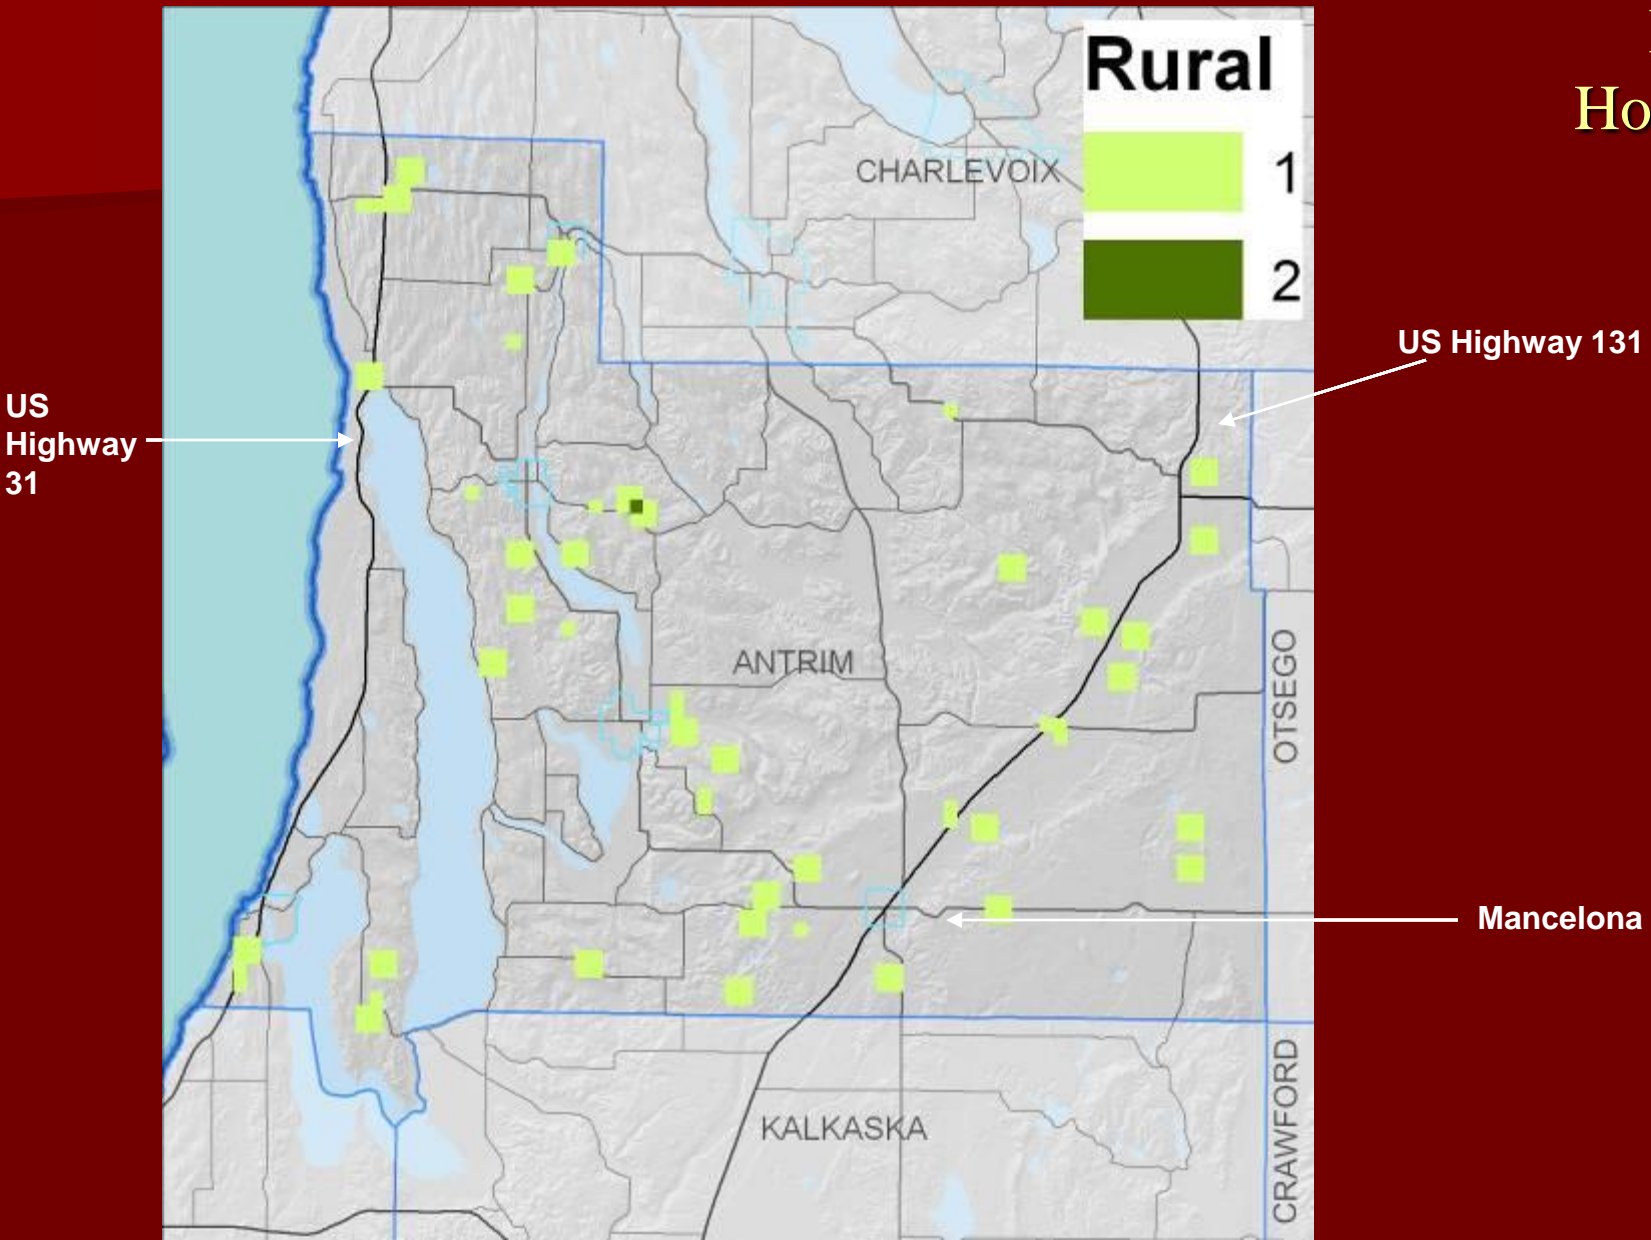 Ho
Rural
1
2
CHARLEVOIX
US Highway 131
US
Highway
31
ANTRIM
OTSEGO
Mancelona
KALKASKA
CRAWFORD